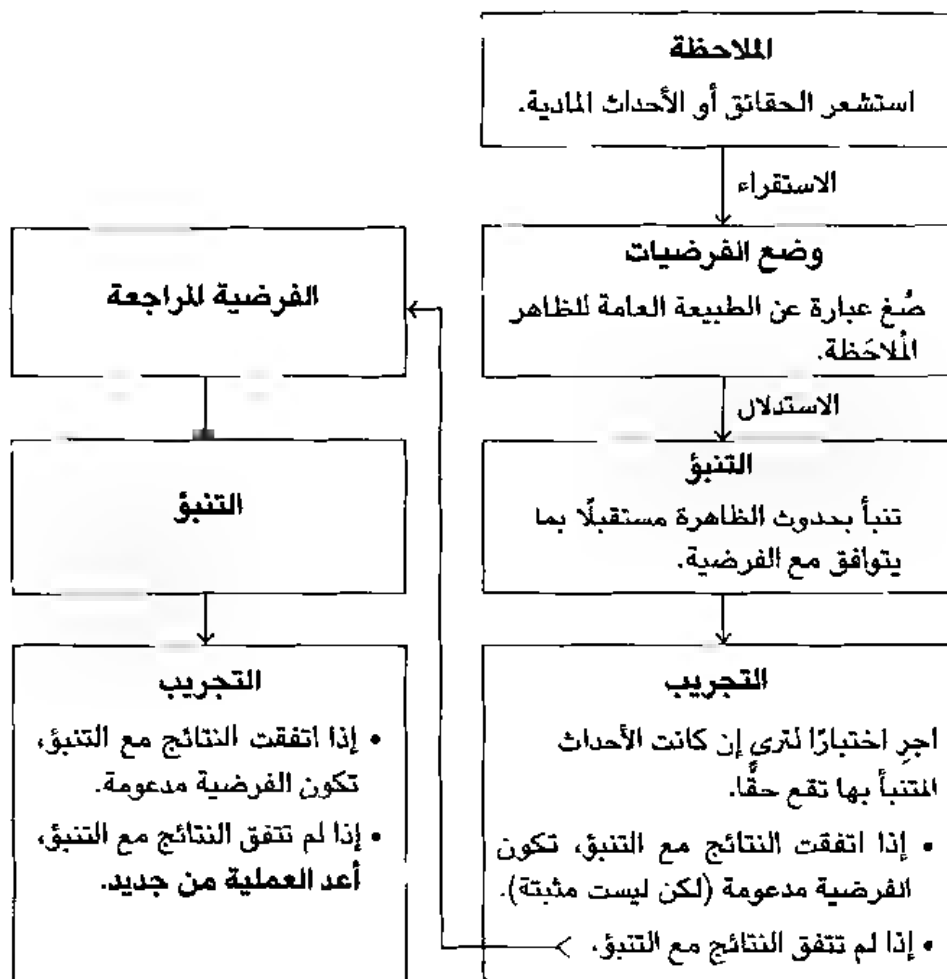 الملاحظة
استشعر الحقائق أو الأحداث المادية.
الاستقراء
وضع الفرضيات
صُغ عبارة عن الطبيعة العامة للظاهر
المُلاحَظة.
الاستدلال
التنبؤ
تنبأ بحدوث الظاهرة مستقبلًا بما
يتوافق مع الفرضية.
التجريب
اجرِ اختبارًا لترى إن كانت الأحداث
المتنبأ بها تقع حقًّا.
• إذا اتفقت النتائج مع التنبؤ، تكون
الفرضية مدعومة (لكن ليست مثبتة).
• إذا لم تتفق النتائج مع التنبؤ.
الفرضية المراجعة
التنبؤ
التجريب
• إذا اتفقت النتائج مع التنبؤ،
تكون الفرضية مدعومة.
• إذا لم تتفق النتائج مع التنبؤ،
أعد العملية من جديد.